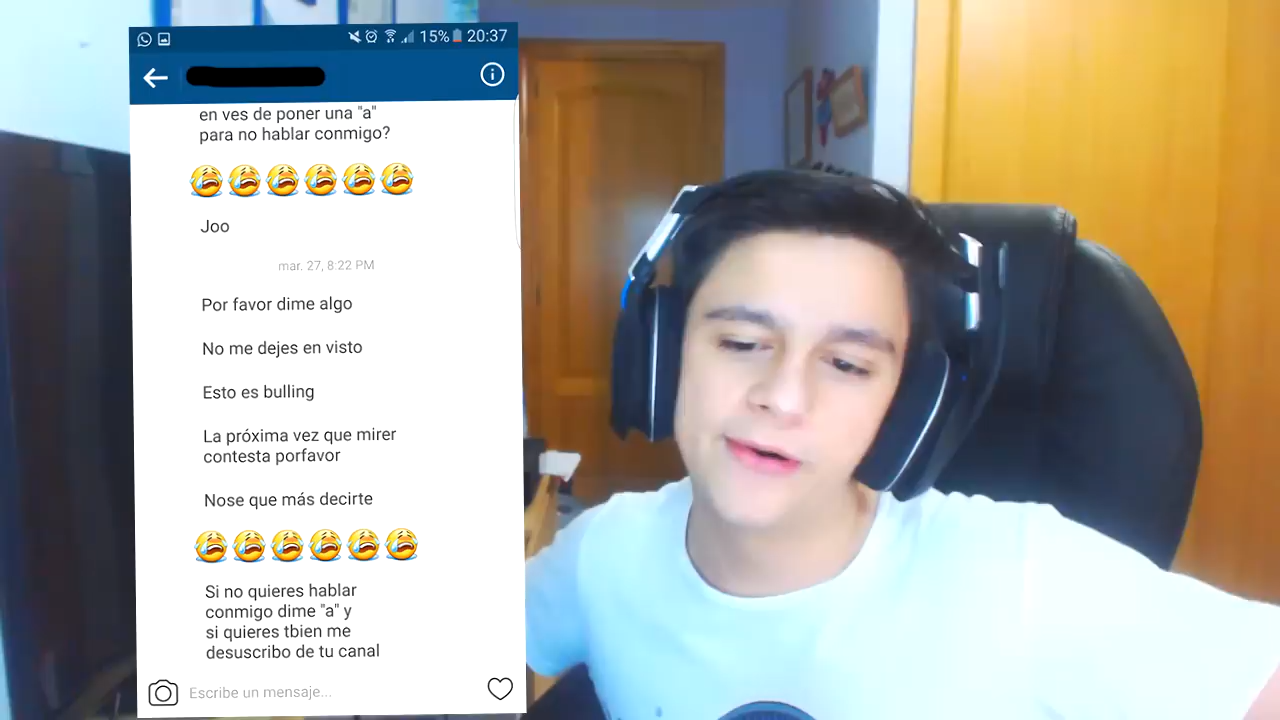 15% 20:37
en ves de poner una "a"
para no hablar conmigo?
Joo
mar. 27, 8:22 PM
Por favor dime algo
No me dejes en visto
Esto es bulling
La próxima vez que mirer
contesta porfavor
Nose que más decirte
Si no quieres hablar
conmigo dime "a" y
si quieres tbien me
desuscribo de tu canal
Escribe un mensaje...